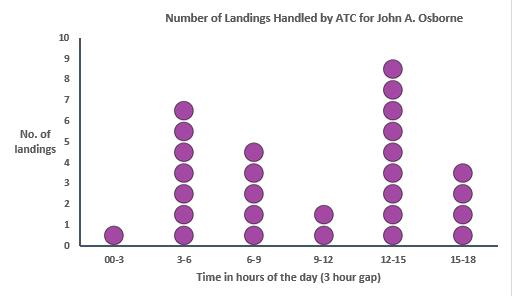 Number of Landings Handled by ATC for John A. Osborne
10
9
8
7
6
5
4
3
2
1
0
No. of
landings
00-3 3-6 6-9 9-12 12-15 15-18
Time in hours of the day (3 hour gap)